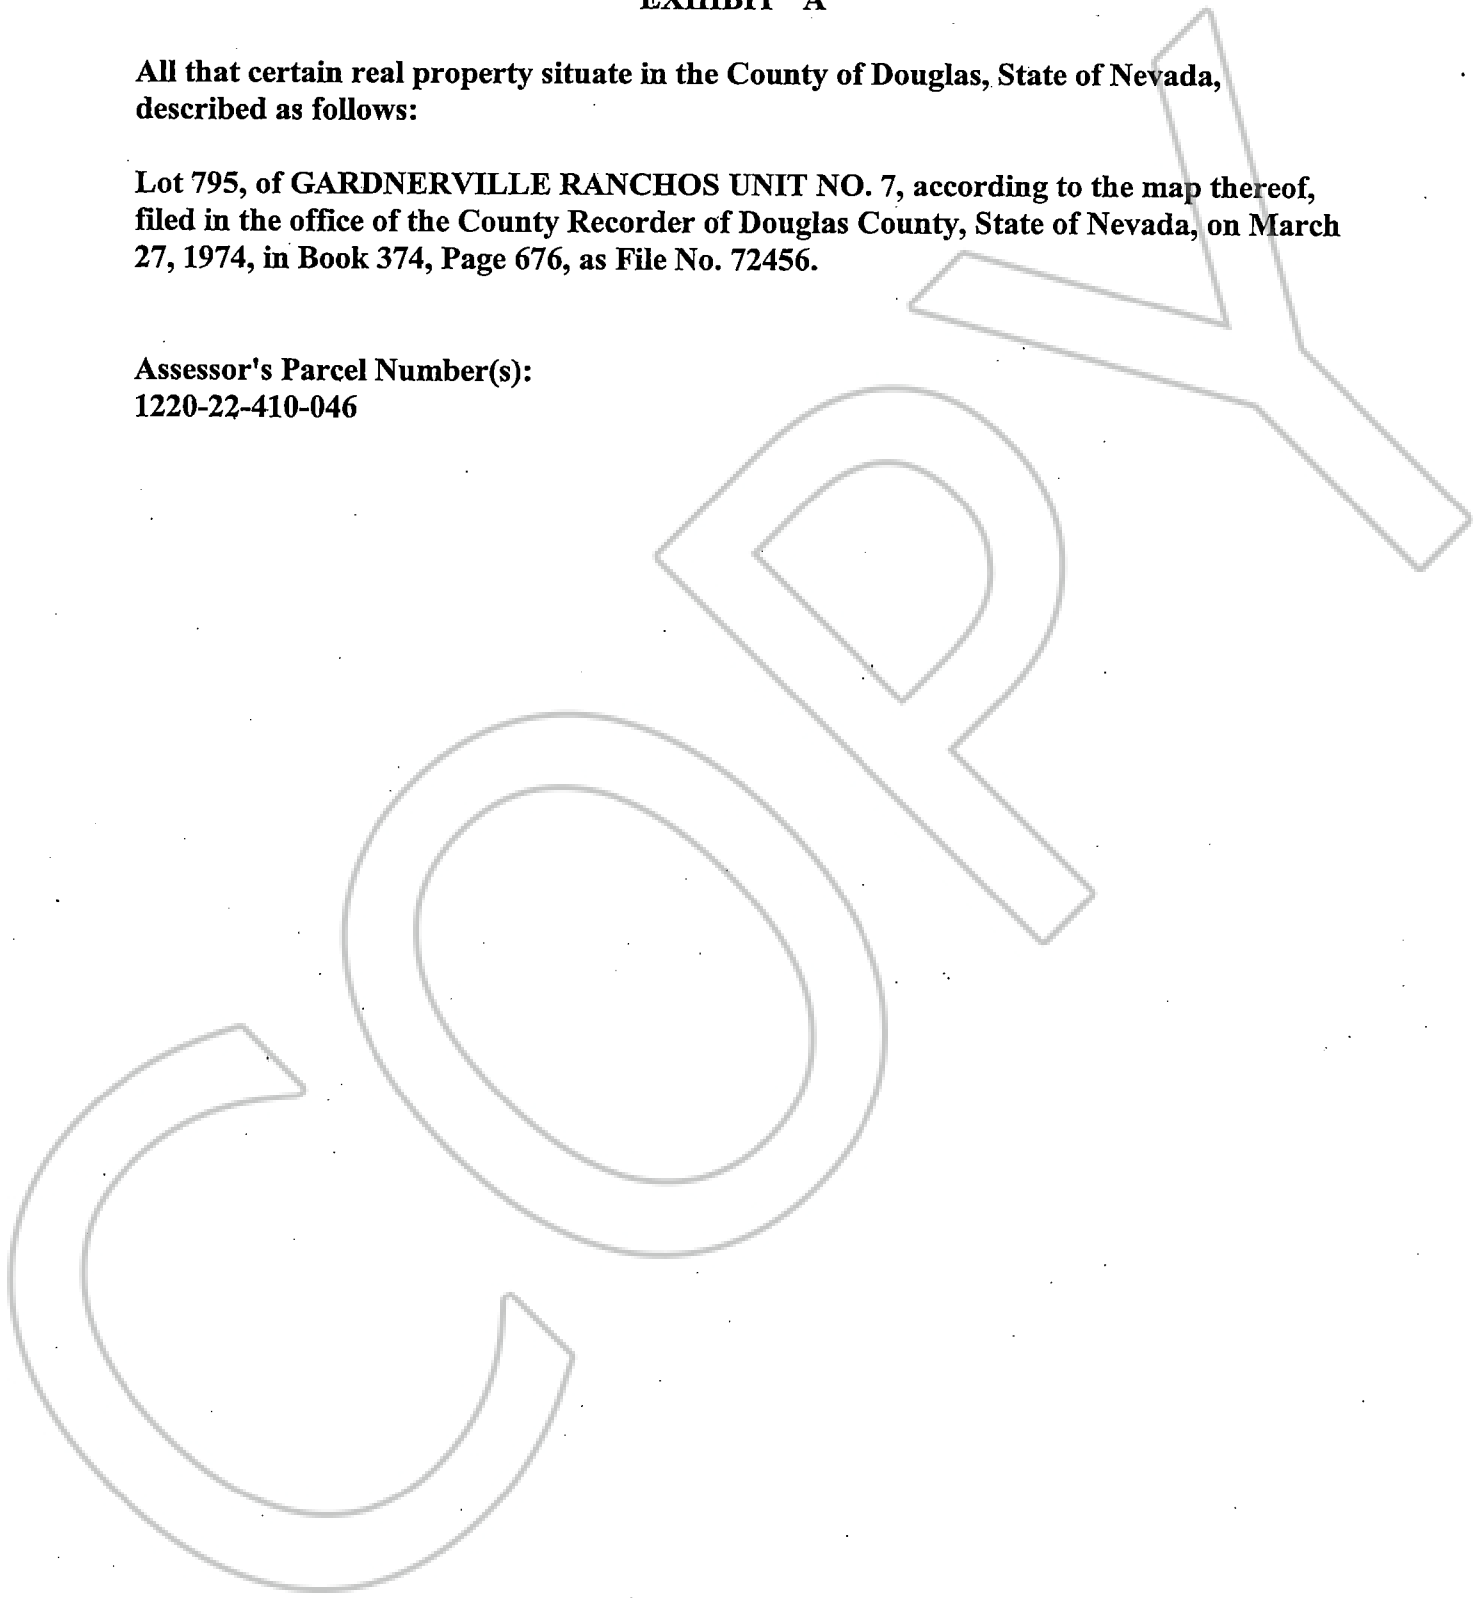 EXHIBIT A
All that certain real property situate in the County of Douglas, State of Nevada,
described as follows:
Lot 795, of GARDNERVILLE RANCHOS UNIT NO. 7, according to the map thereof,
filed in the office of the County Recorder of Douglas County, State of Nevada, on March
27, 1974, in Book 374, Page 676, as File No. 72456.
Assessor's Parcel Number(s):
1220-22-410-046
COPY